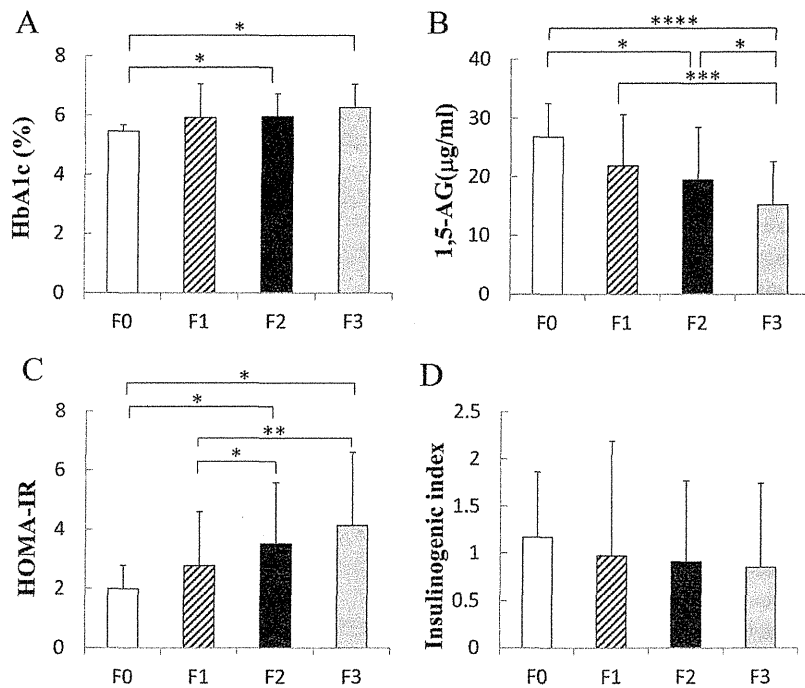 A
*
*
HbA1c (%)
8
6
4
2
0
F0 F1 F2 F3
B
****
* *
***
1,5-AG(µg/ml)
40
30
20
10
0
F0 F1 F2 F3
C
*
*
**
*
HOMA-IR
8
6
4
2
0
F0 F1 F2 F3
D
Insulinogenic index
2.5
2
1.5
1
0.5
0
F0 F1 F2 F3